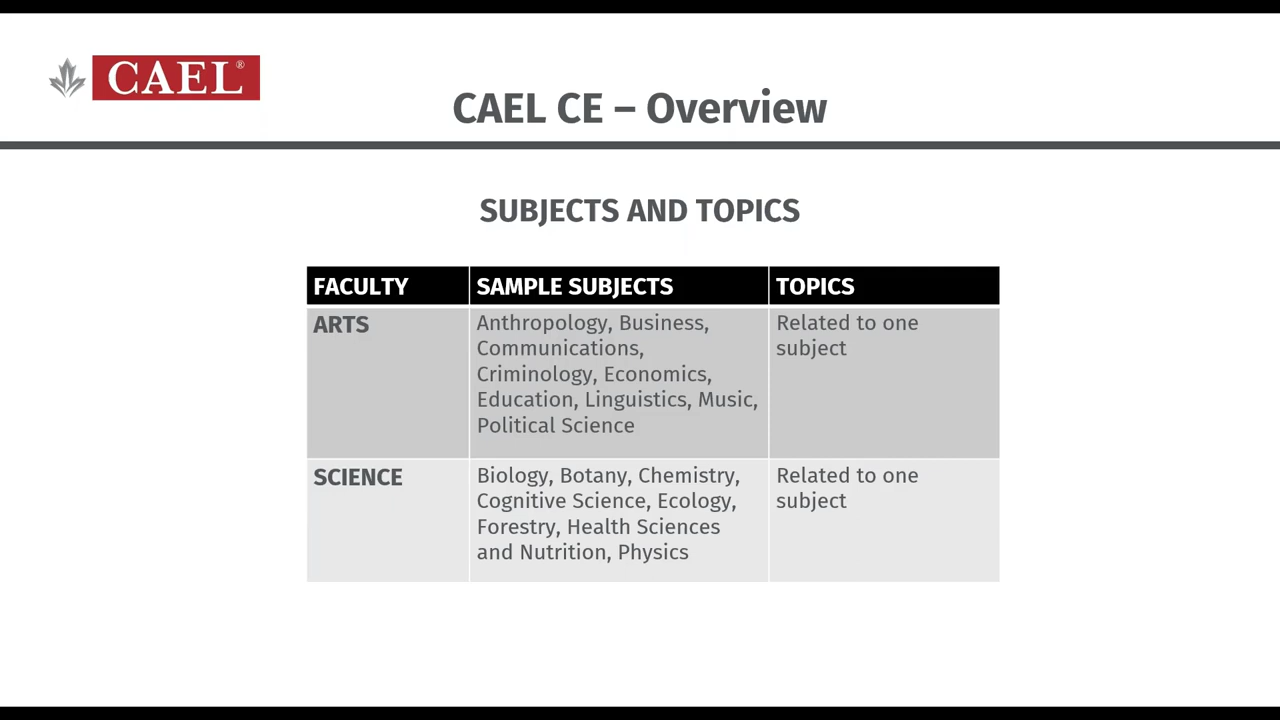 CAEL®
CAEL CE – Overview
SUBJECTS AND TOPICS
FACULTY
SAMPLE SUBJECTS
TOPICS
ARTS
Anthropology, Business,
Communications,
Criminology, Economics,
Education, Linguistics, Music,
Political Science
Related to one
subject
SCIENCE
Biology, Botany, Chemistry,
Cognitive Science, Ecology,
Forestry, Health Sciences
and Nutrition, Physics
Related to one
subject